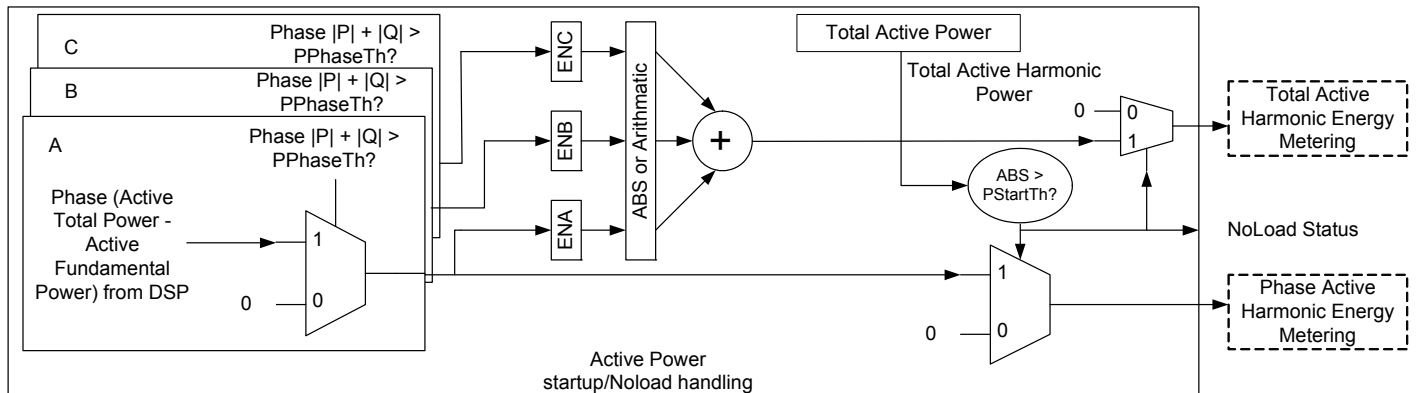 C
Phase |P| + |Q| >
PPhaseTh?
B
Phase |P| + |Q| >
PPhaseTh?
A
Phase |P| + |Q| >
PPhaseTh?
Phase (Active
Total Power -
Active
Fundamental
Power) from DSP
1
0
0
ENC
ENB
ENA
ABS or Arithmatic
+
Total Active Power
Total Active Harmonic
Power
ABS >
PStartTh?
0
0
1
Total Active
Harmonic Energy
Metering
NoLoad Status
1
0
0
Phase Active
Harmonic Energy
Metering
Active Power
startup/Noload handling